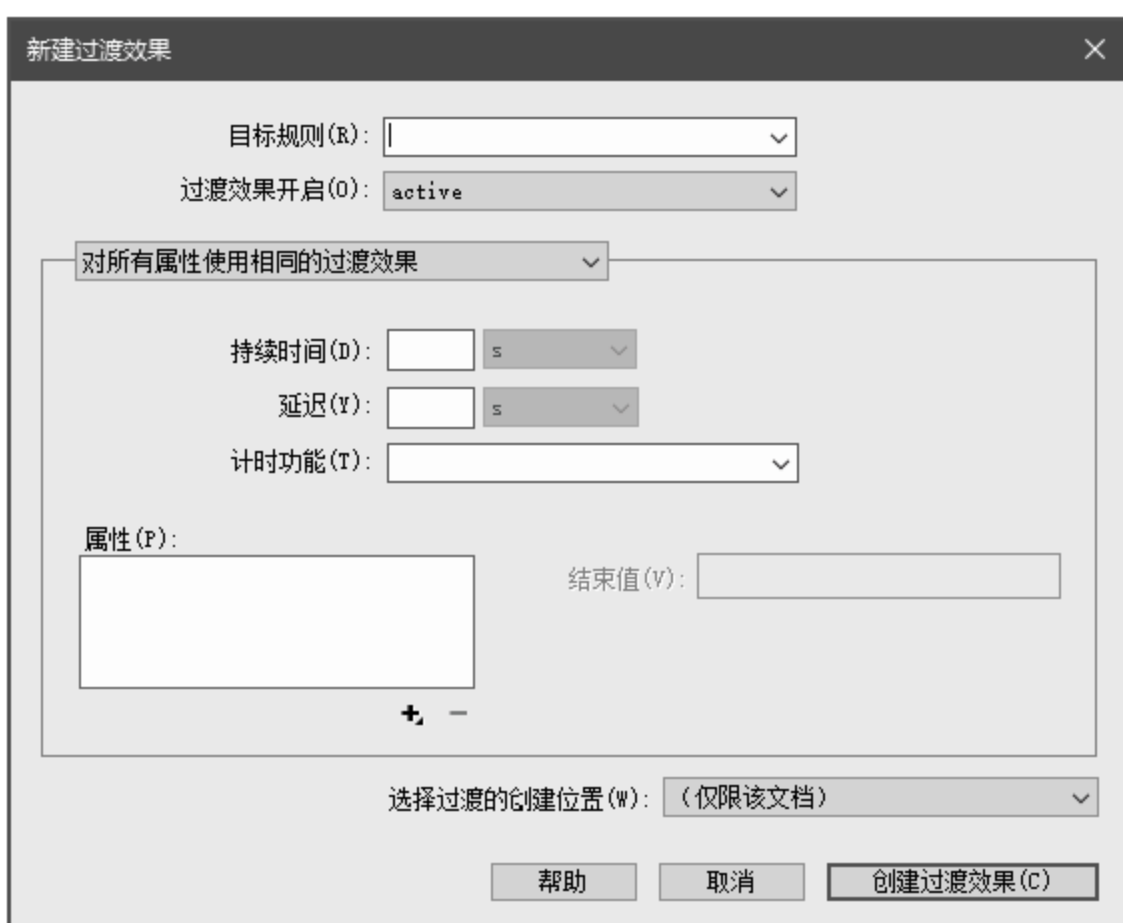 新建过渡效果
目标规则(R):
过渡效果开启(O): active
对所有属性使用相同的过渡效果
持续时间(D): s
延迟(Y): s
计时功能(T):
属性(P):
结束值(V):
选择过渡的创建位置(W): (仅限该文档)
帮助 取消 创建过渡效果(C)